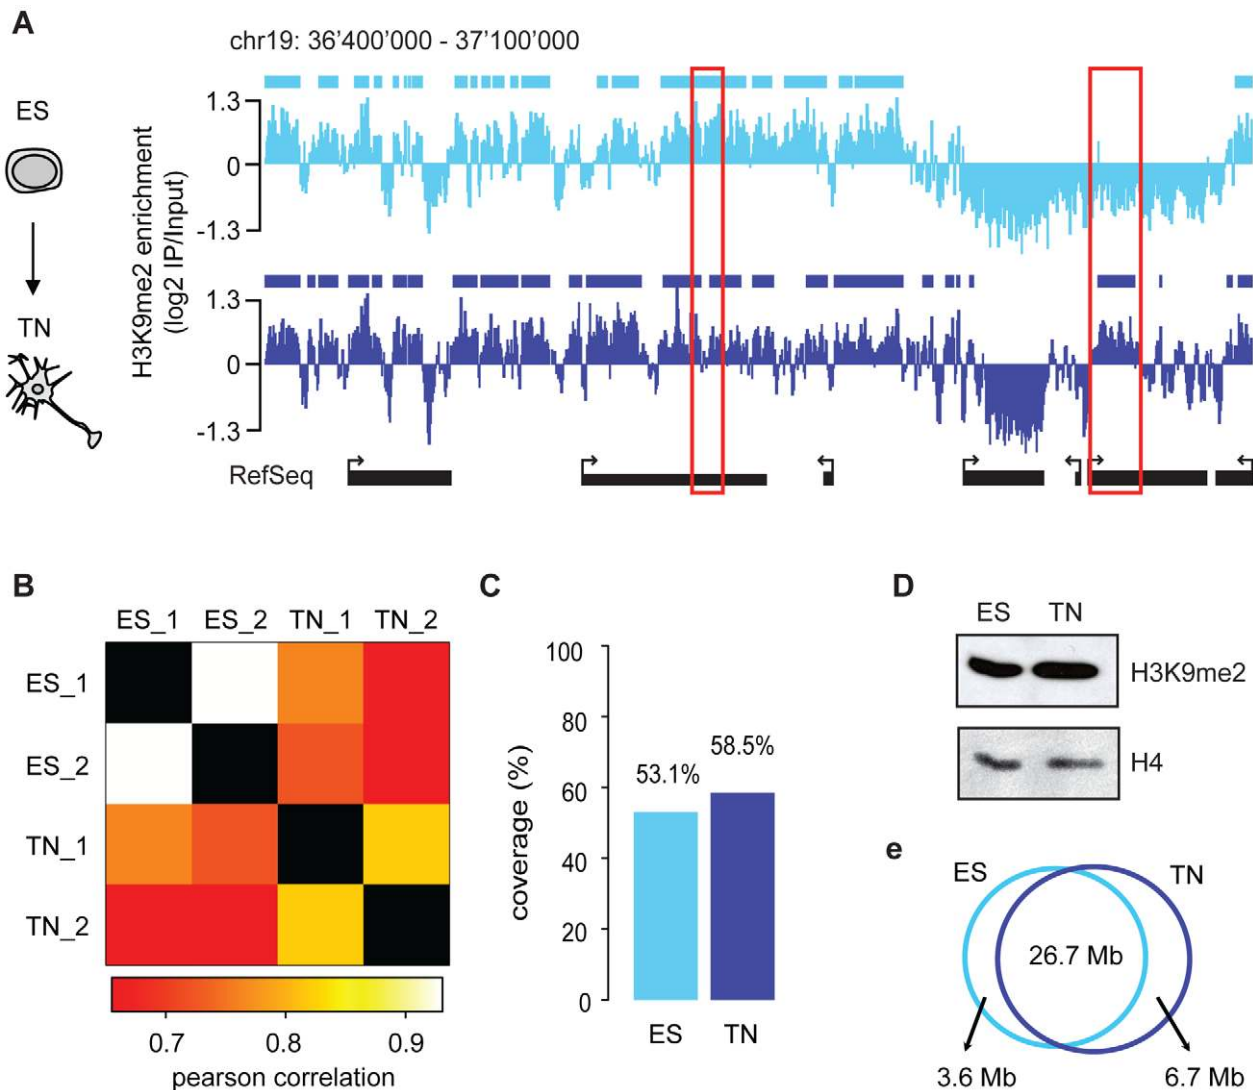 A
chr19: 36'400'000 - 37'100'000
ES
TN
H3K9me2 enrichment
(log2 IP/Input)
1.3
0
-1.3
1.3
0
-1.3
RefSeq
B
ES_1 ES_2 TN_1 TN_2
ES_1
ES_2
TN_1
TN_2
0.7 0.8 0.9
pearson correlation
C
coverage (%)
100
80
60
40
20
0
53.1%
58.5%
ES TN
D
ES TN
H3K9me2
H4
e
ES TN
26.7 Mb
3.6 Mb 6.7 Mb